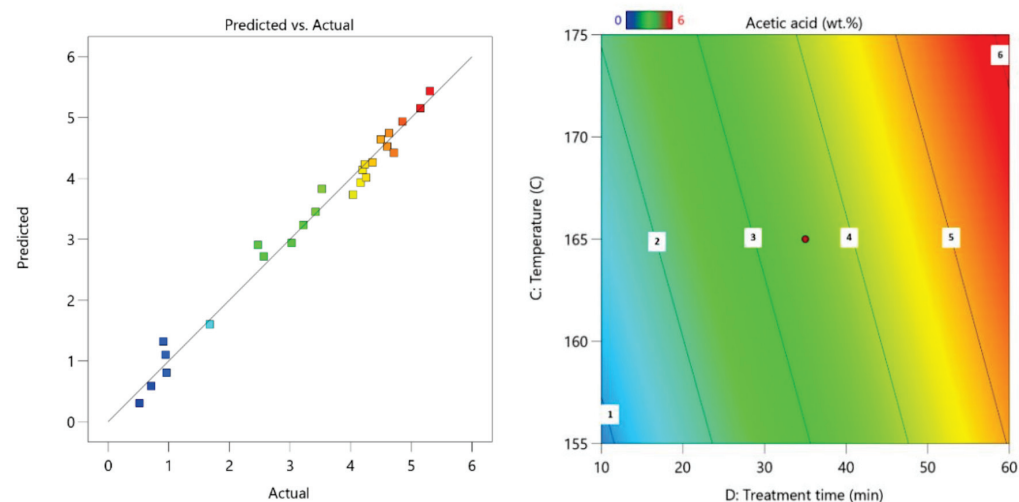 Predicted vs. Actual
6
5
4
3
2
1
0
Predicted
0 1 2 3 4 5 6
Actual
0 6
Acetic acid (wt.%)
175
170
165
160
155
C: Temperature (C)
6
2 3 4 5
1
10 20 30 40 50 60
D: Treatment time (min)